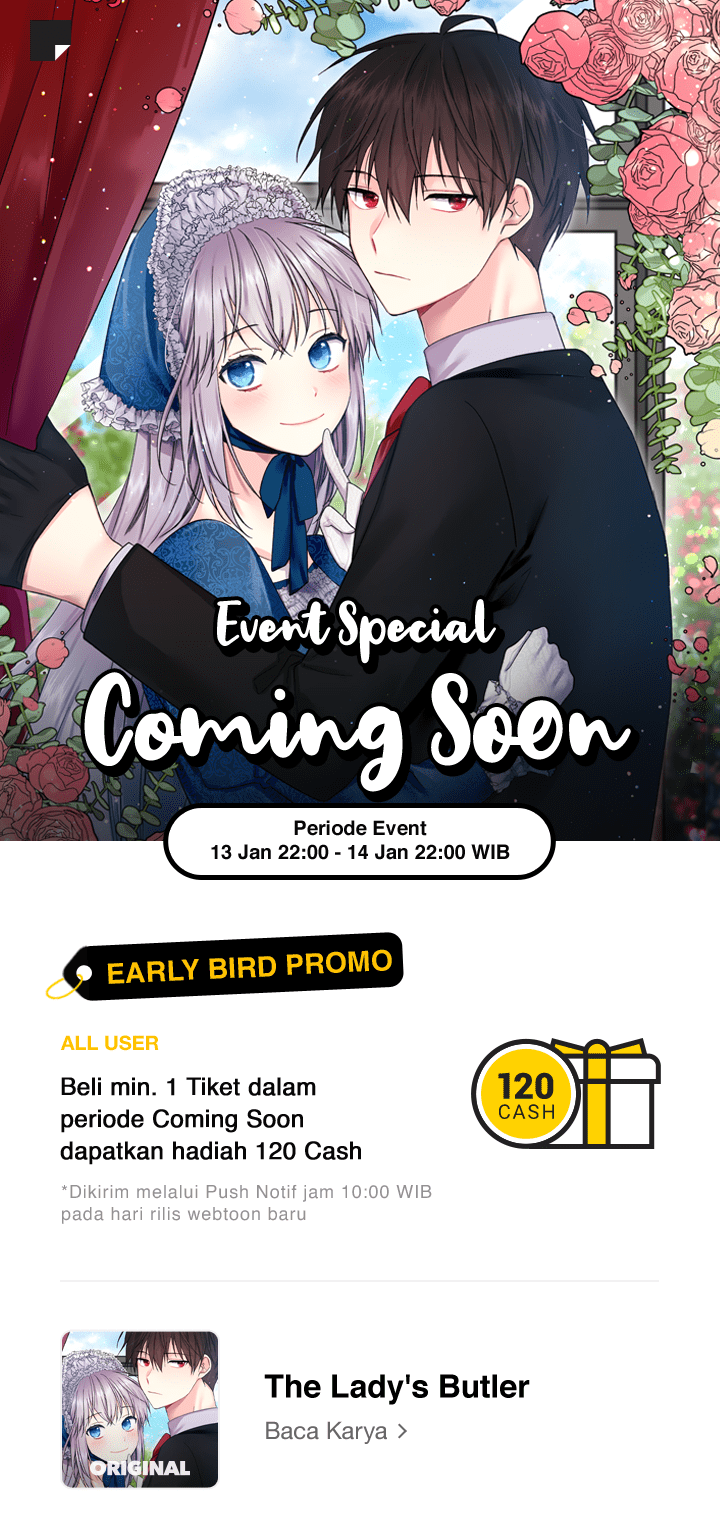 Event Special
Coming Soon
Periode Event
13 Jan 22:00 - 14 Jan 22:00 WIB
EARLY BIRD PROMO
ALL USER
Beli min. 1 Tiket dalam
periode Coming Soon
dapatkan hadiah 120 Cash
120
CASH
*Dikirim melalui Push Notif jam 10:00 WIB
pada hari rilis webtoon baru
ORIGINAL
The Lady's Butler
Baca Karya >